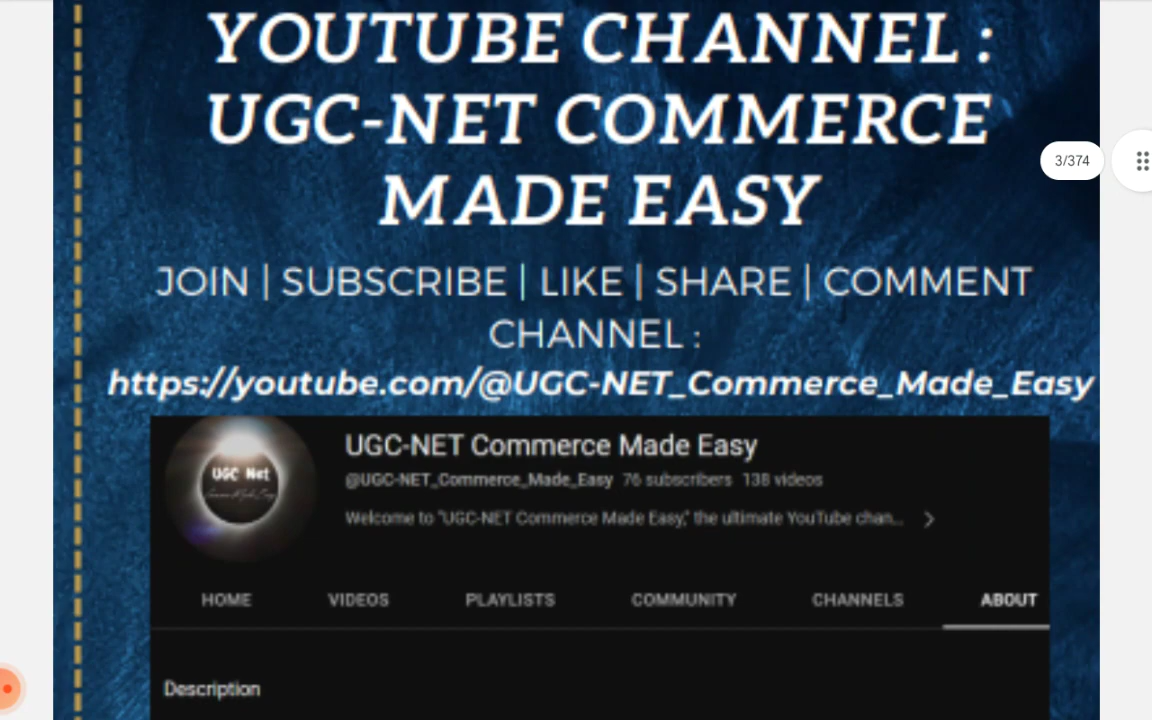 YOUTUBE CHANNEL :
UGC-NET COMMERCE
MADE EASY
3/374
JOIN | SUBSCRIBE | LIKE | SHARE | COMMENT
CHANNEL :
https://youtube.com/@UGC-NET_Commerce_Made_Easy
UGC Net
UGC-NET Commerce Made Easy
@UGC-NET_Commerce_Made_Easy 76 subscribers 138 videos
Welcome to "UGC-NET Commerce Made Easy," the ultimate YouTube chan...
HOME VIDEOS PLAYLISTS COMMUNITY CHANNELS ABOUT
Description